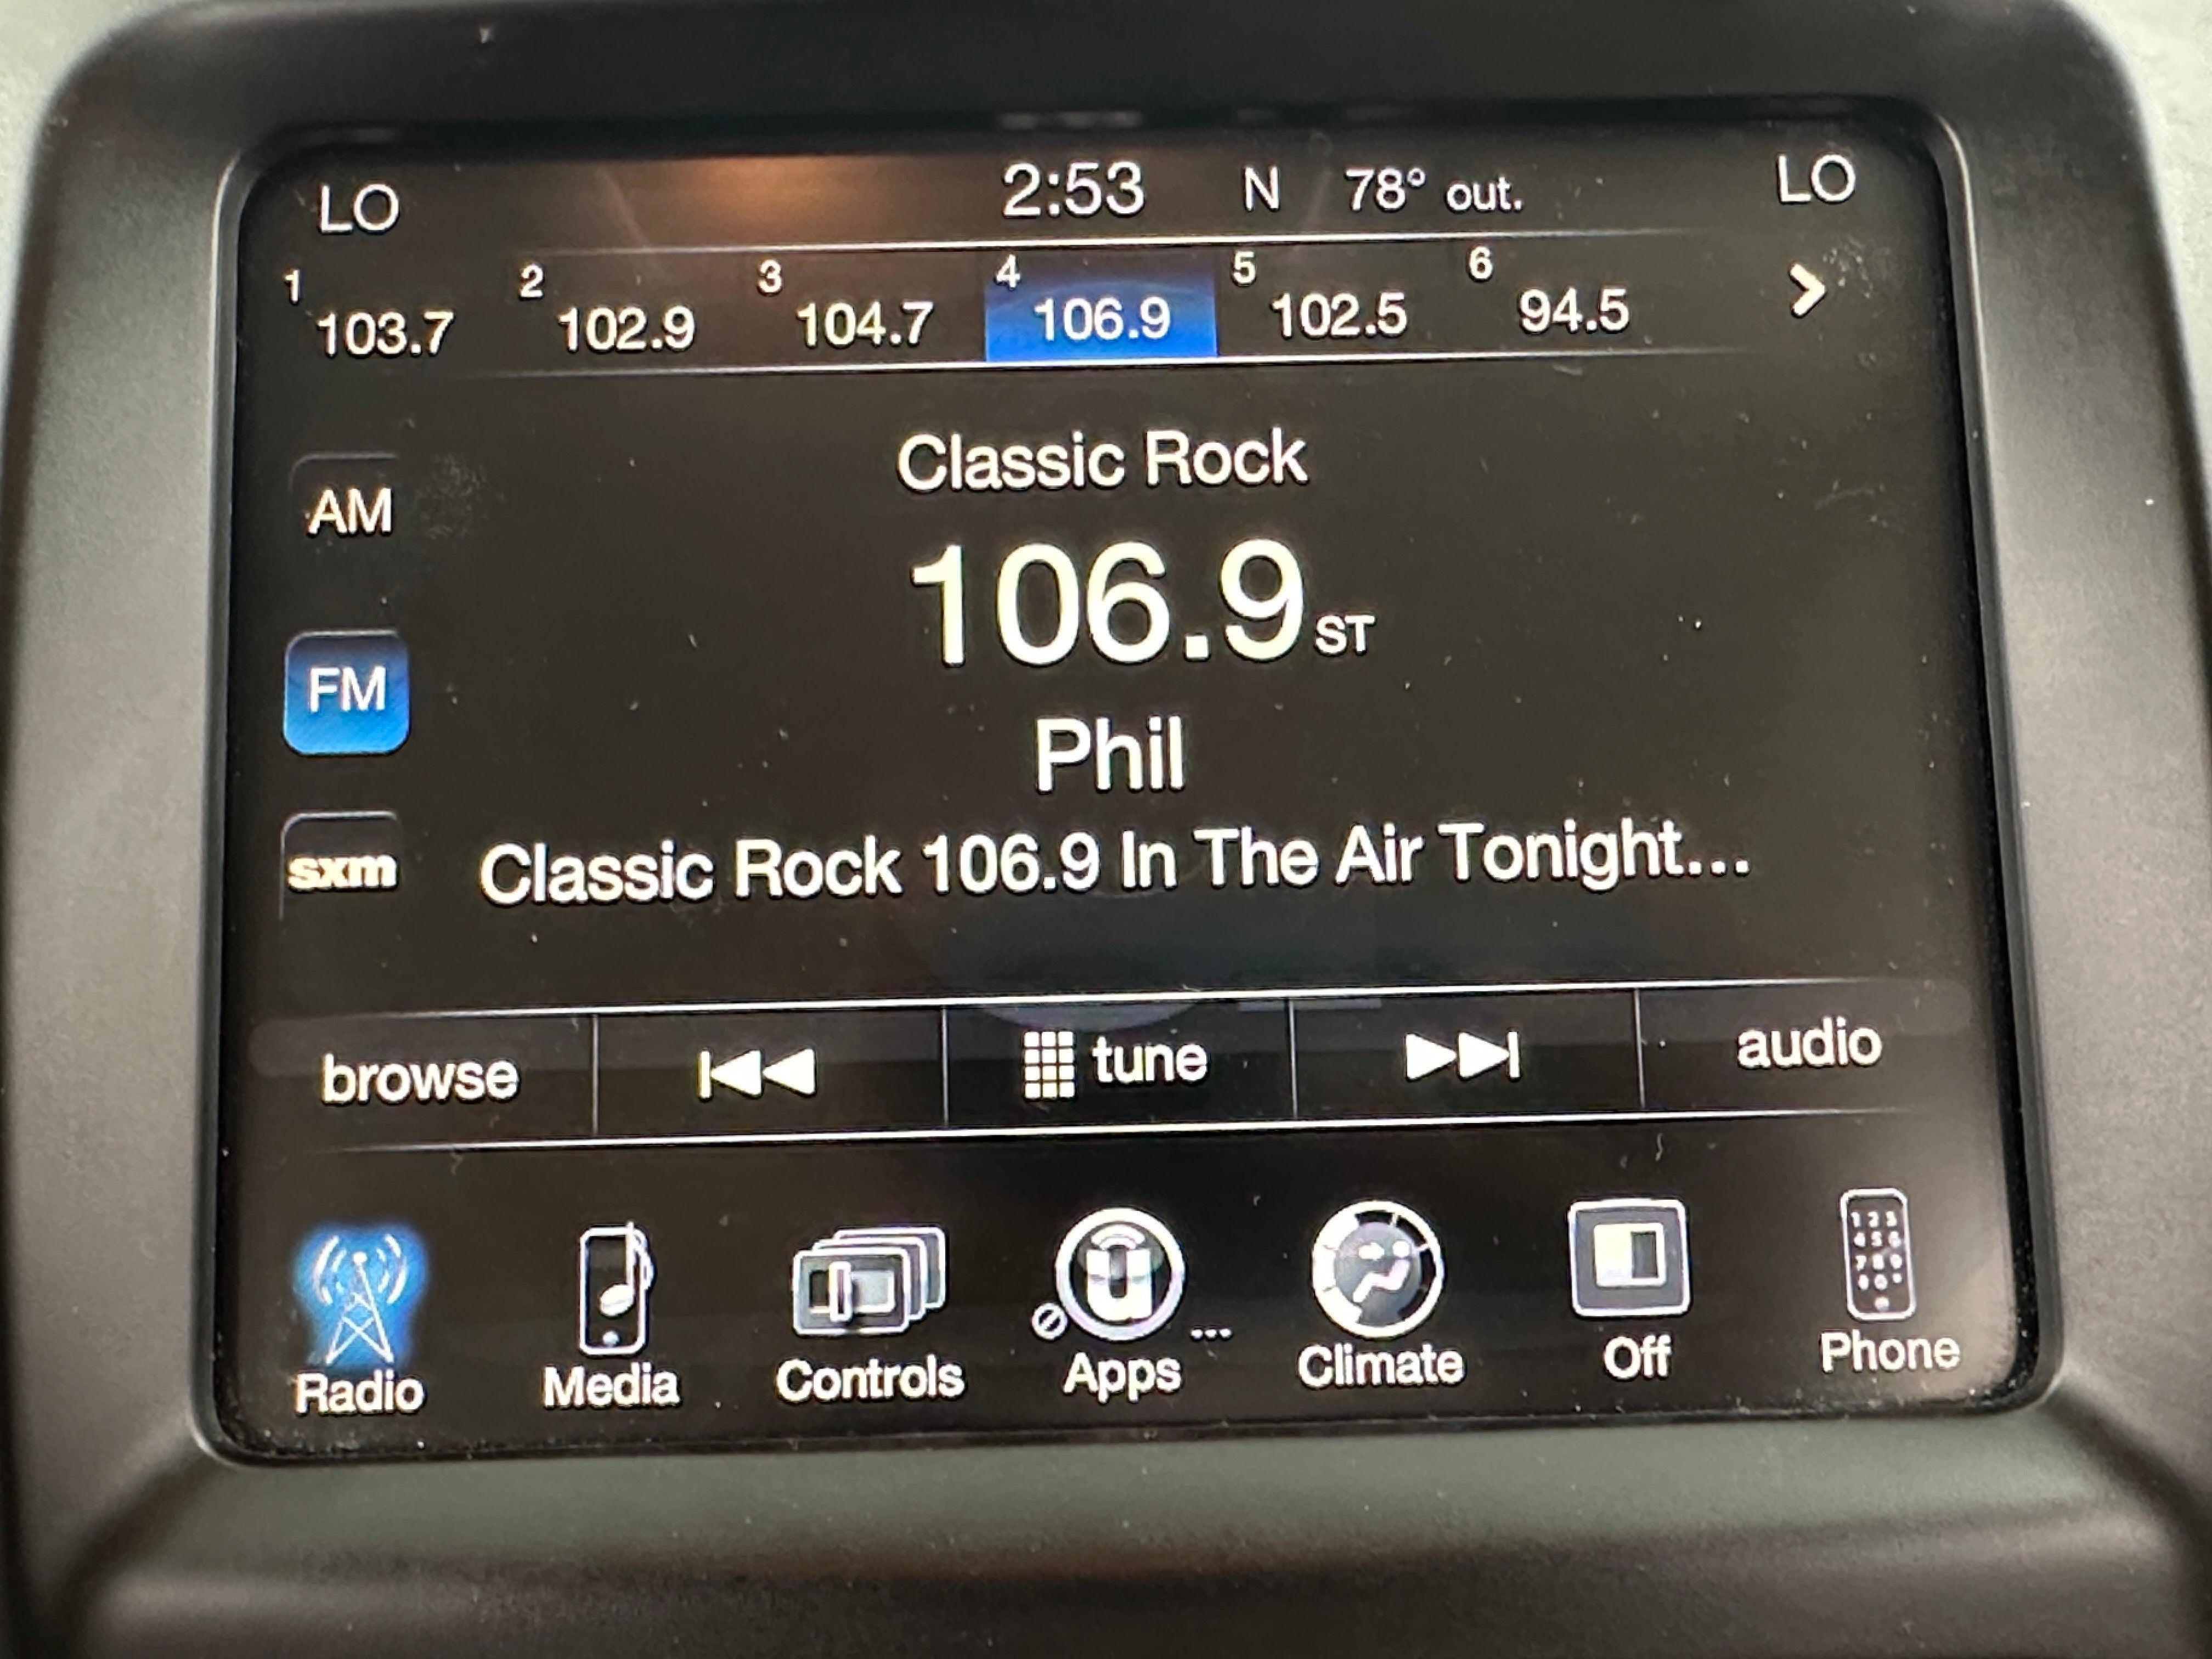 LO 2:53 N 78° out. LO
1 103.7 2 102.9 3 104.7 4 106.9 5 102.5 6 94.5
Classic Rock
AM
106.9 ST
FM
Phil
sxm
Classic Rock 106.9 In The Air Tonight...
browse tune audio
Radio Media Controls Apps ... Climate Off Phone